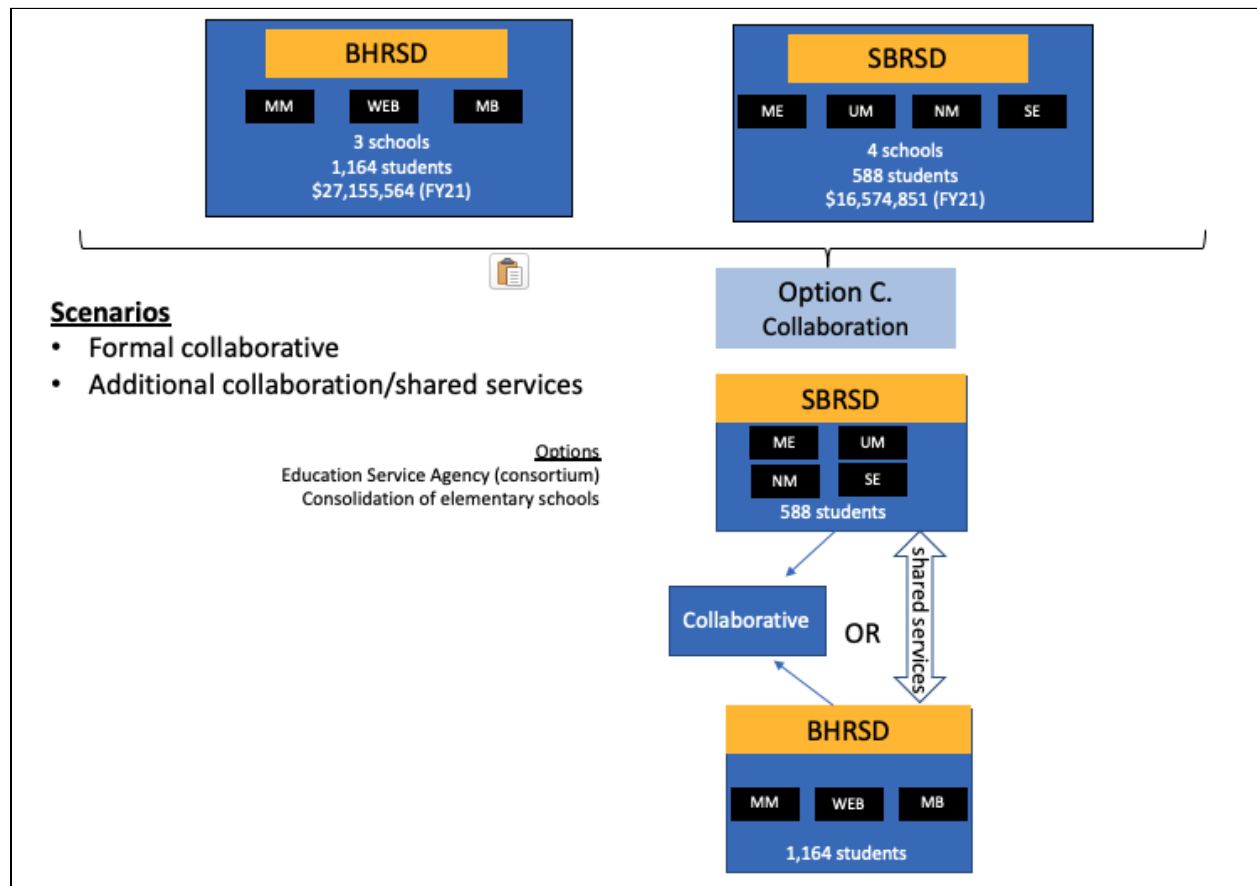 BHRSD
MM WEB MB
3 schools
1,164 students
$27,155,564 (FY21)
SBRSD
ME UM NM SE
4 schools
588 students
$16,574,851 (FY21)
Option C.
Collaboration
Scenarios
• Formal collaborative
• Additional collaboration/shared services
Options
Education Service Agency (consortium)
Consolidation of elementary schools
SBRSD
ME UM
NM SE
588 students
Collaborative
OR
shared services
BHRSD
MM WEB MB
1,164 students